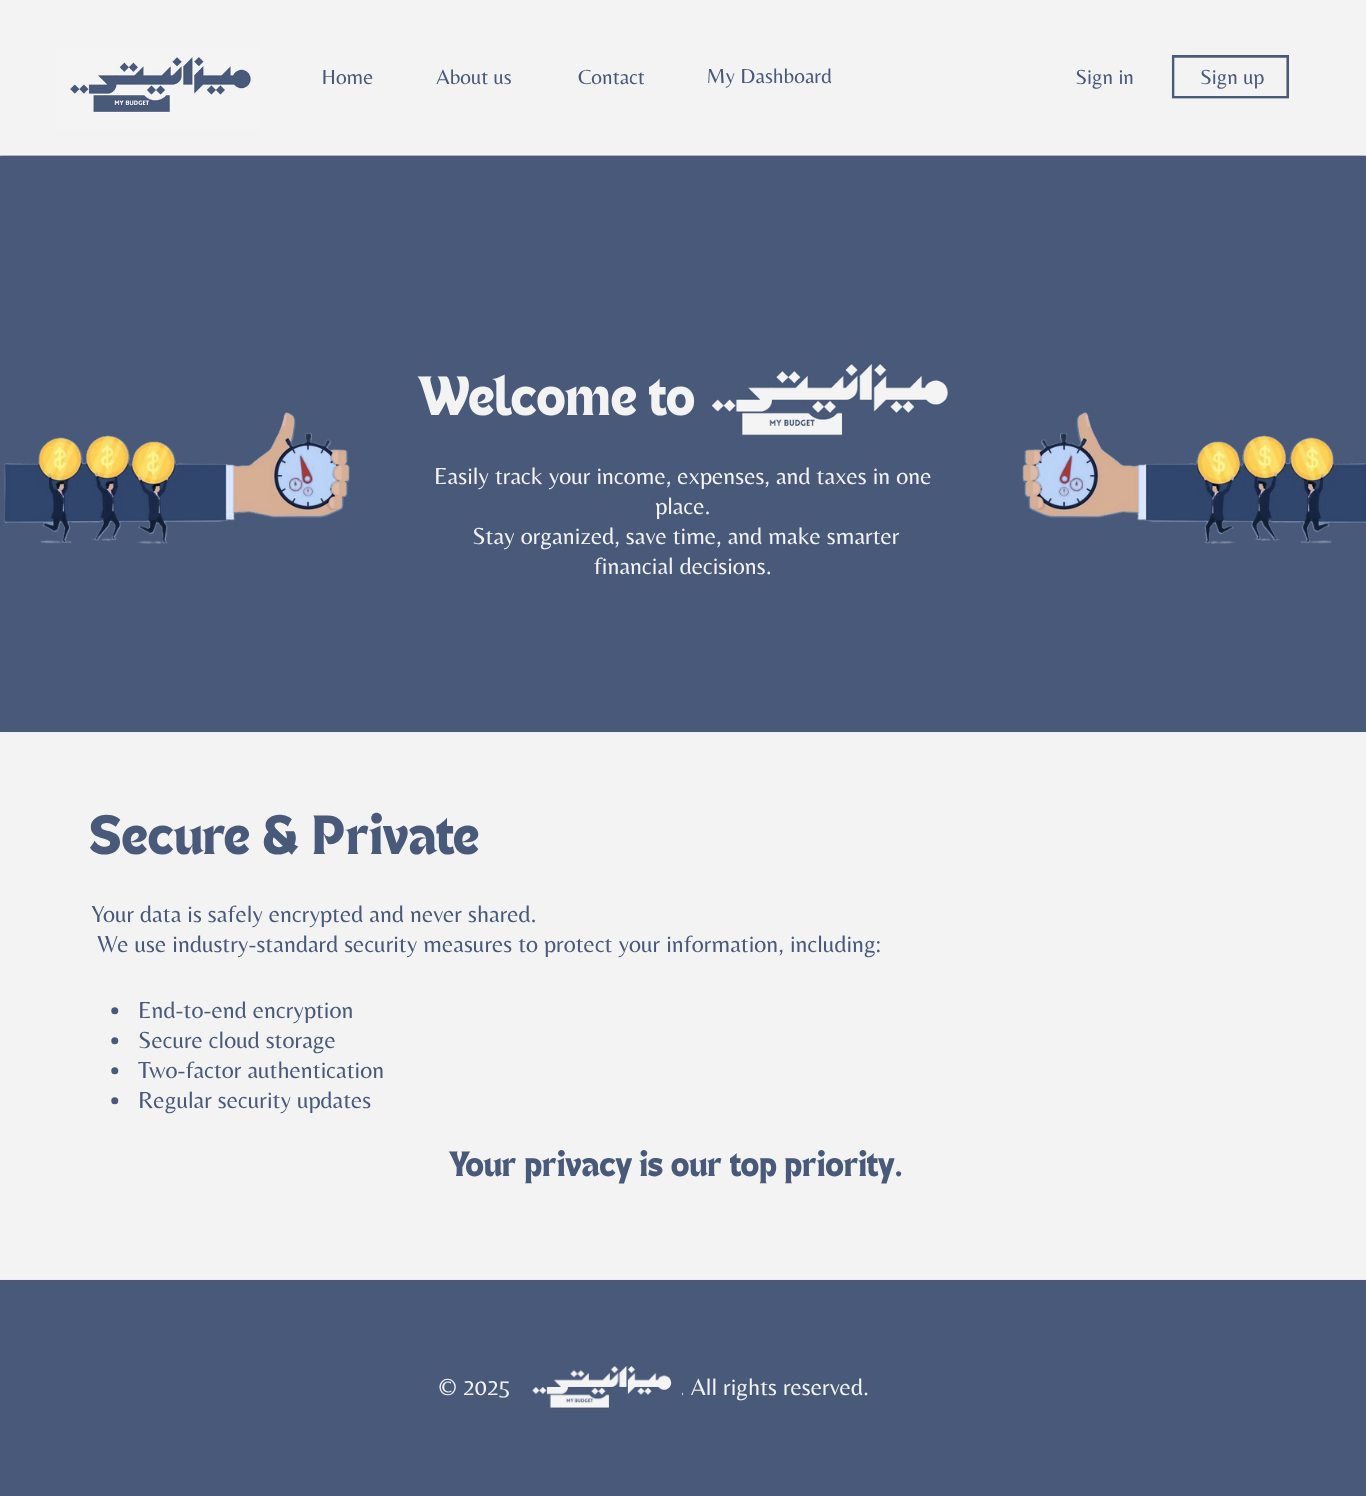 ميزانيتي
MY BUDGET
Home
About us
Contact
My Dashboard
Sign in
Sign up
Welcome to ميزانيتي
MY BUDGET
Easily track your income, expenses, and taxes in one
place.
Stay organized, save time, and make smarter
financial decisions.
$ $ $
$ $ $
Secure & Private
Your data is safely encrypted and never shared.
We use industry-standard security measures to protect your information, including:
• End-to-end encryption
• Secure cloud storage
• Two-factor authentication
• Regular security updates
Your privacy is our top priority.
© 2025 ميزانيتي . All rights reserved.
MY BUDGET